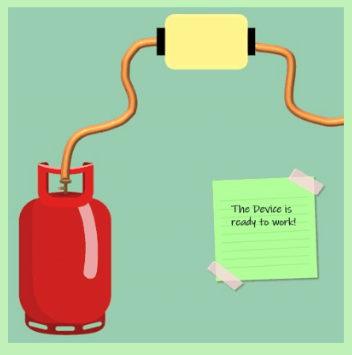 The Device is
ready to work!